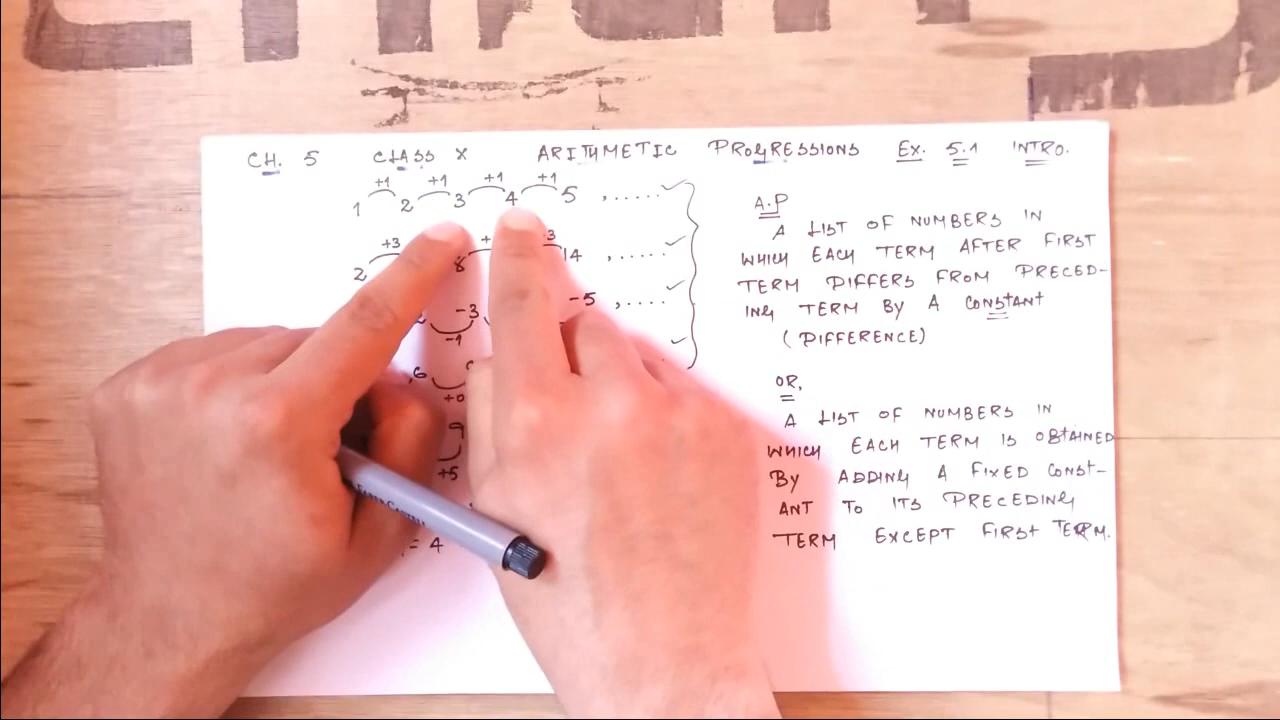 CH. 5 CLASS X ARITHMETIC PROGRESSIONS Ex. 5.1 INTRO.
+1 +1 +1 +1
1 2 3 4 5 , ..... ✓
+3 + 3
2 8 14 , ..... ✓
-3 -5 , .... ✓
-1
,6 ✓
+0
9
+5
= 4
A.P
A LIST OF NUMBERS IN
WHICH EACH TERM AFTER FIRST
TERM DIFFERS FROM PRECED-
ING TERM BY A CONSTANT
( DIFFERENCE)
OR,
A LIST OF NUMBERS IN
WHICH EACH TERM IS OBTAINED
BY ADDING A FIXED CONST-
ANT TO ITS PRECEDING
TERM EXCEPT FIRST TERM.